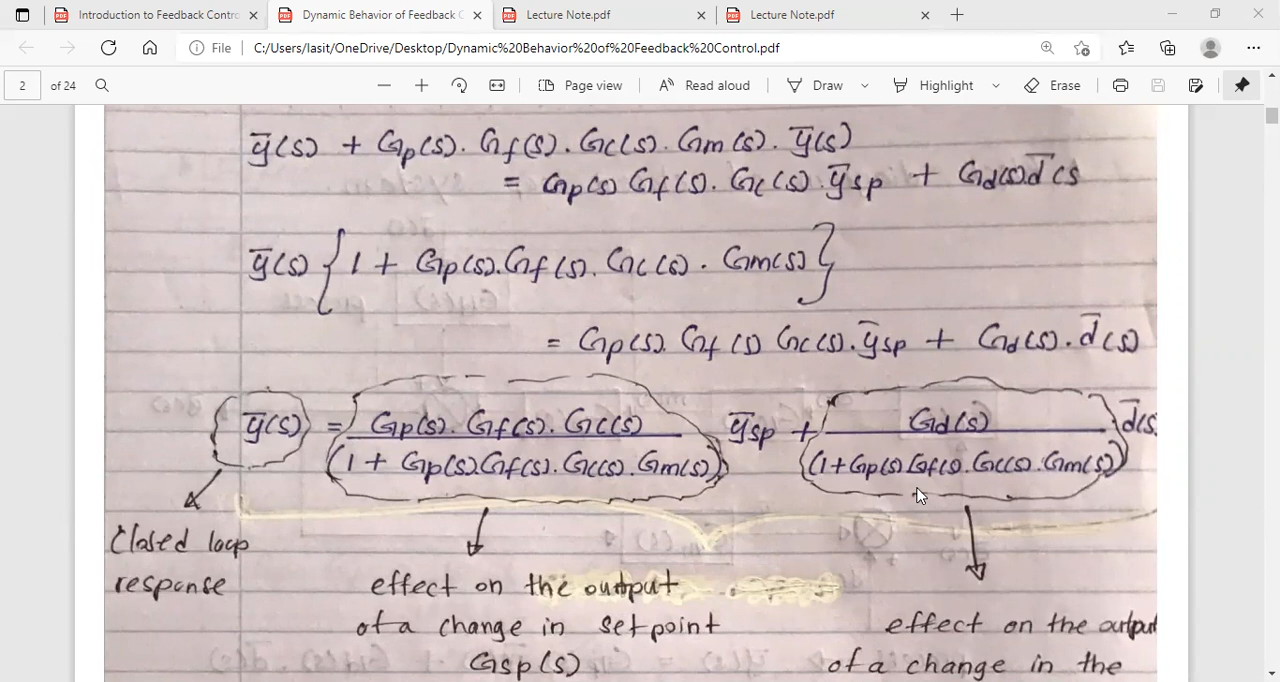 Introduction to Feedback Contro
Dynamic Behavior of Feedback C
Lecture Note.pdf
Lecture Note.pdf
File
C:/Users/lasit/OneDrive/Desktop/Dynamic%20Behavior%20of%20Feedback%20Control.pdf
2 of 24
Page view
Read aloud
Draw
Highlight
Erase
ȳ(s) + Gp(s). Gf(s). Gc(s). Gm(s). ȳ(s)
= Gp(s) Gf(s). Gc(s). ȳsp + Gd(s).d̄(s
ȳ(s) { 1 + Gp(s).Gf(s). Gc(s). Gm(s) }
= Gp(s). Gf(s) Gc(s).ȳsp + Gd(s). d̄(s)
ȳ(s) = Gp(s). Gf(s). Gc(s) / (1 + Gp(s)Gf(s). Gc(s). Gm(s)) ȳsp + Gd(s) / (1+Gp(s).Gf(s).Gc(s).Gm(s)) d̄(s
Closed loop
response
effect on the output
of a change in setpoint
Gsp(s)
effect on the output
of a change in the